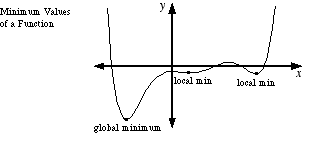 Minimum Values
of a Function
y
x
local min
local min
global minimum